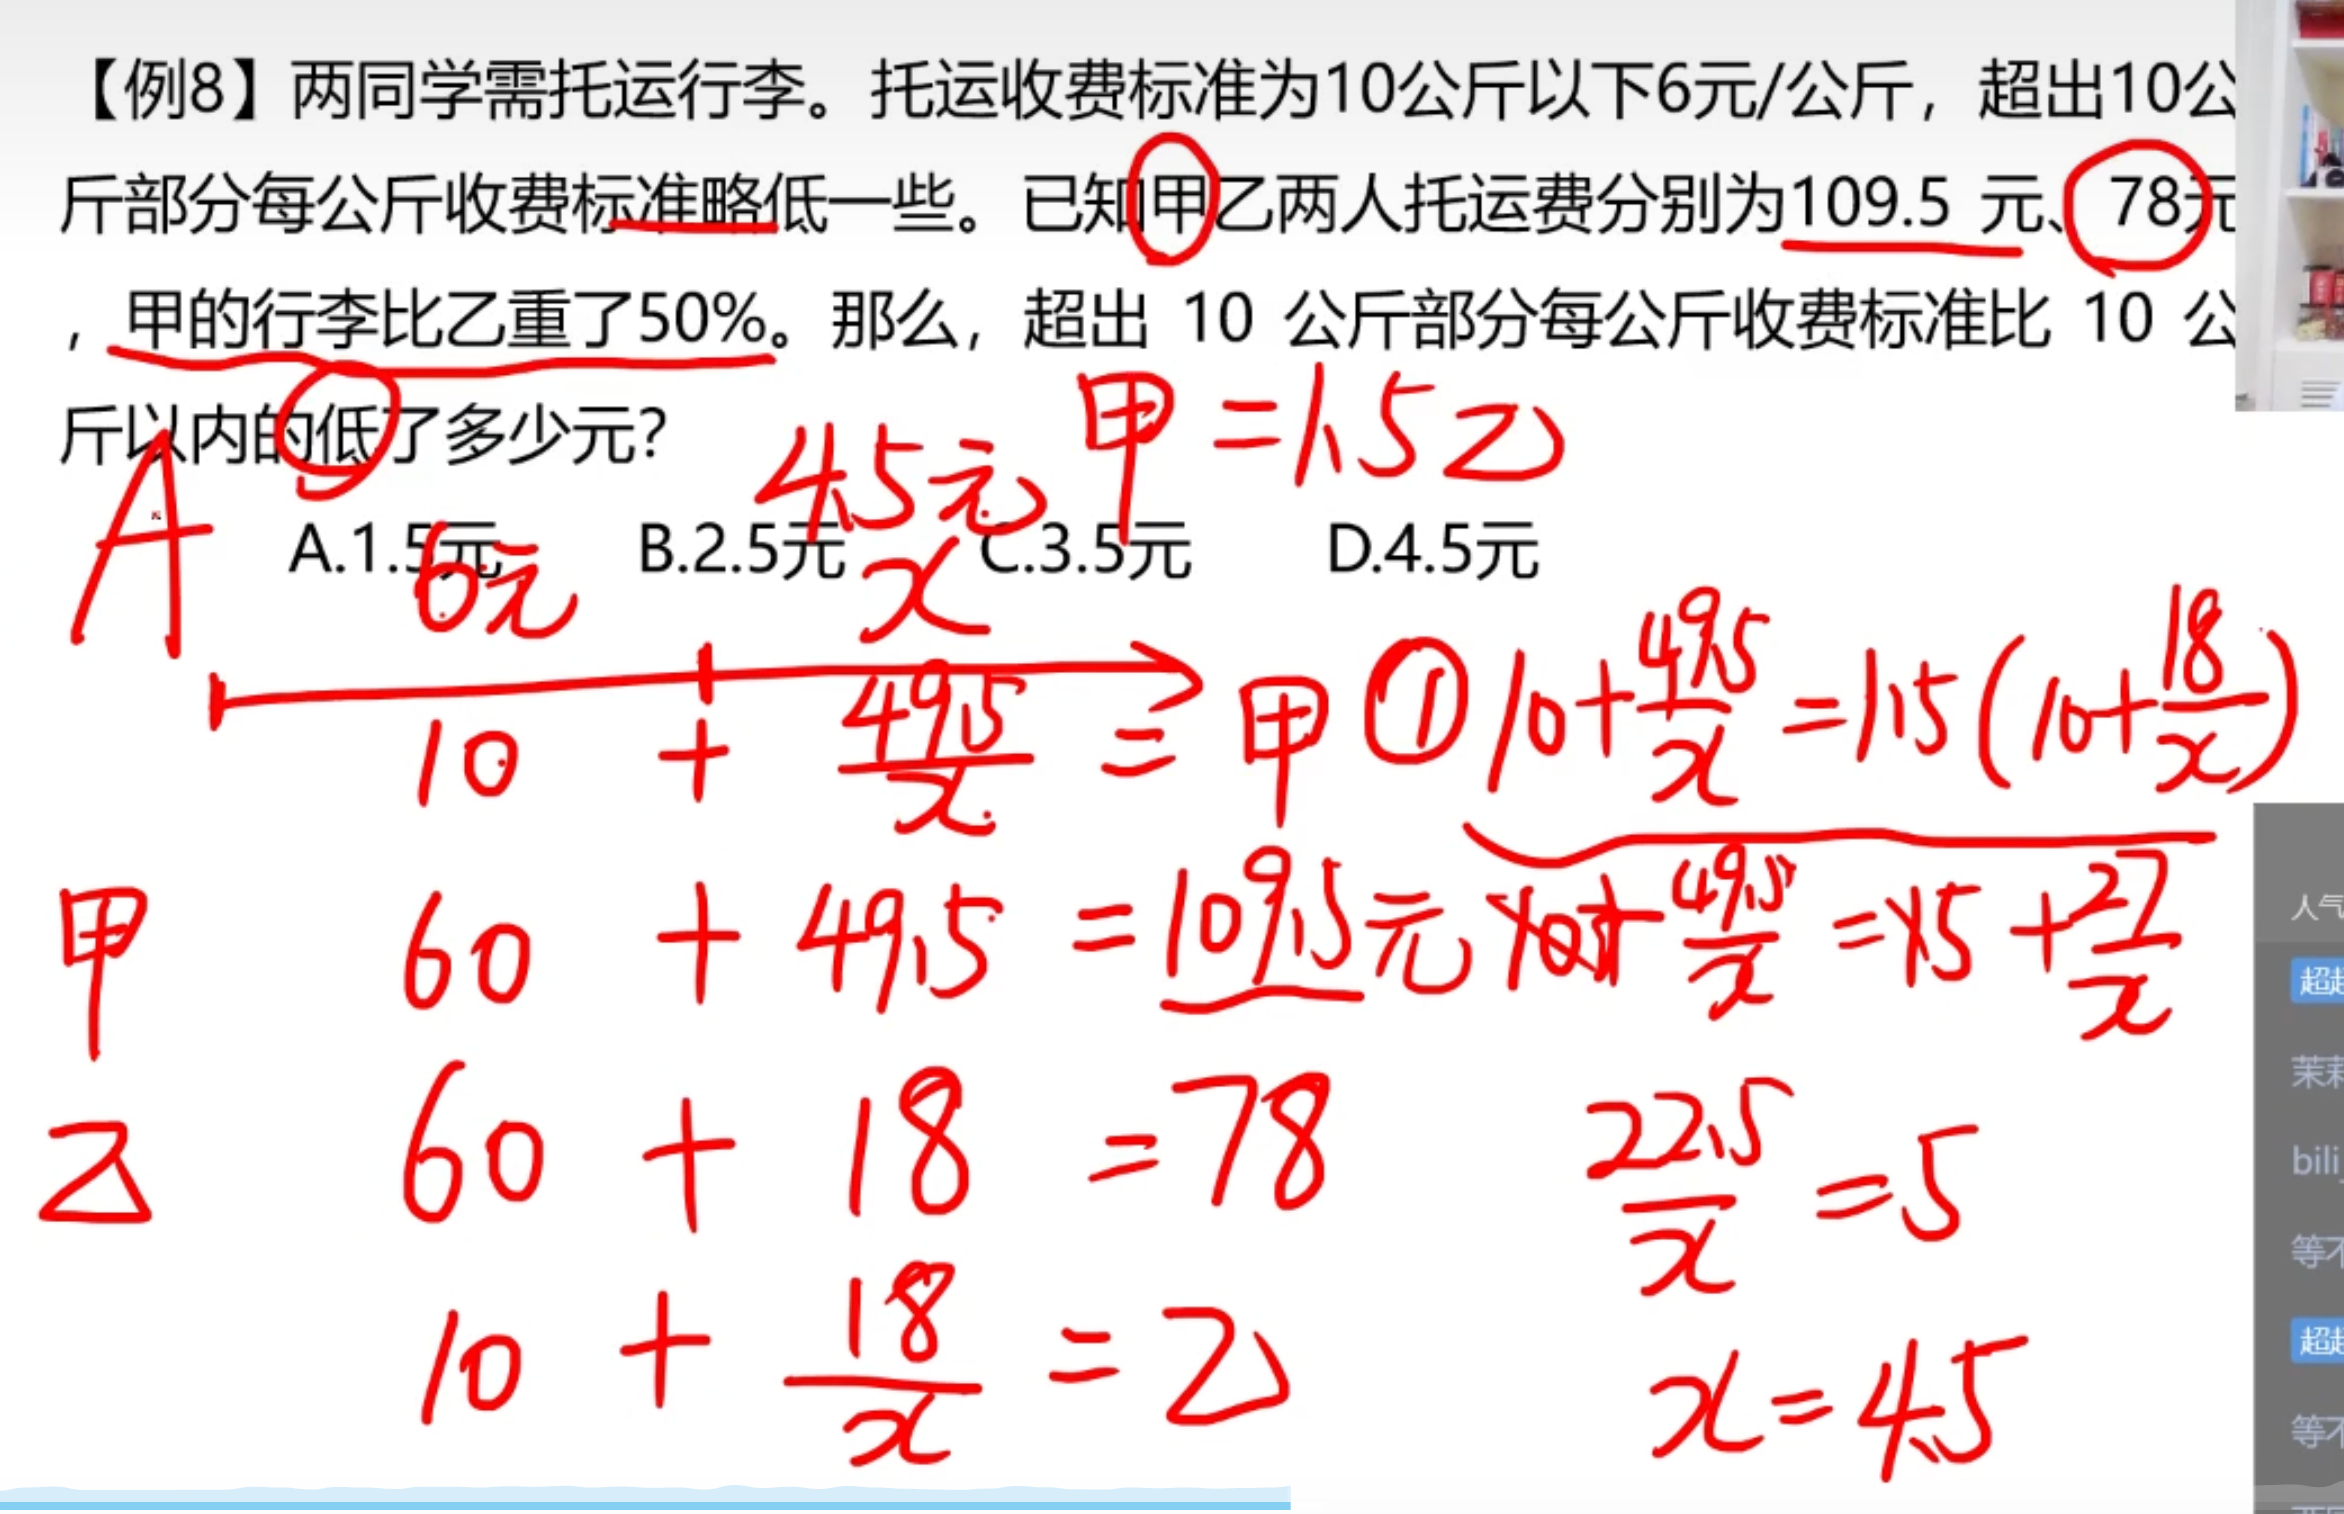 【例8】两同学需托运行李。托运收费标准为10公斤以下6元/公斤，超出10公
斤部分每公斤收费标准略低一些。已知甲乙两人托运费分别为109.5 元、 78元
，甲的行李比乙重了50%。那么，超出 10 公斤部分每公斤收费标准比 10 公
斤以内的低了多少元?
甲=1.5乙
4.5元
A
A.1.5元 B.2.5元 C.3.5元 D.4.5元
6元 x
10 + 49.5/x = 甲 ① 10+49.5/x=1.5(10+18/x)
甲 60 + 49.5 =109.5元 10+49.5/x=15+27/x
乙 60 + 18 =78 22.5/x=5
10 + 18/x =乙 x=4.5
人气
超
茉莉
bili_
等不
超
等不